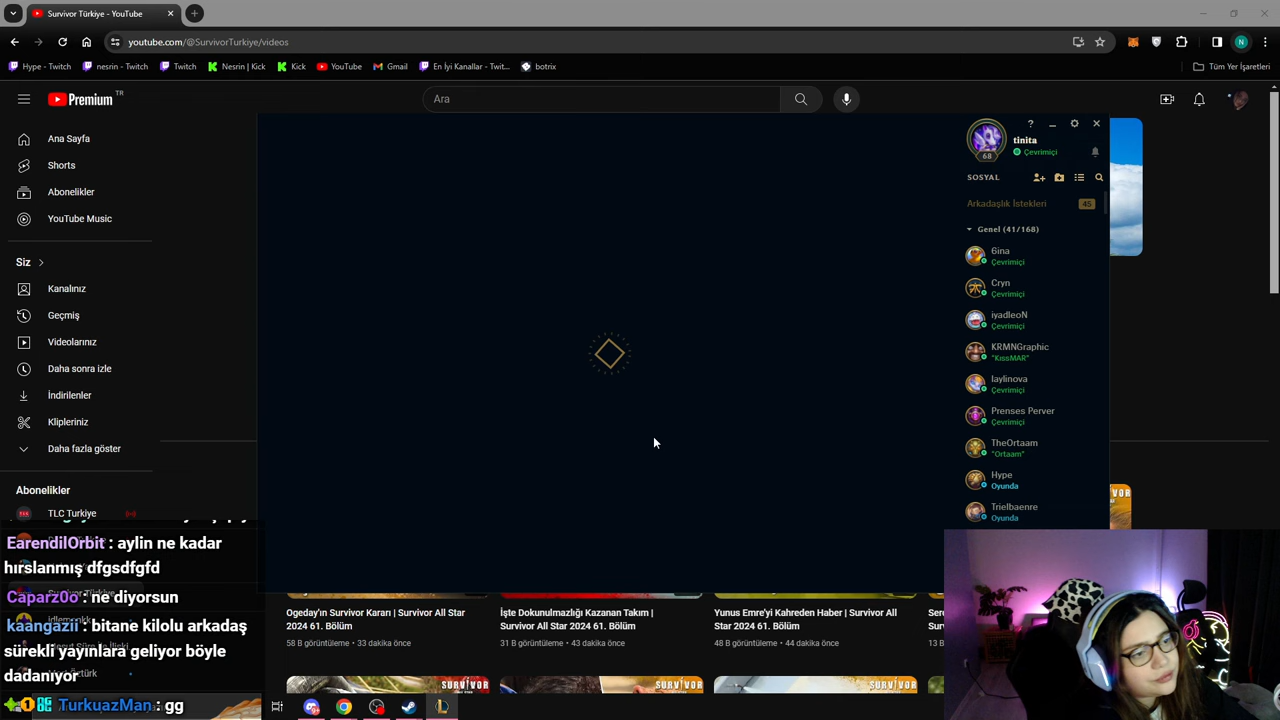 Survivor Türkiye - YouTube
youtube.com/@SurvivorTurkiye/videos
N
Hype - Twitch
nesrin - Twitch
Twitch
Nesrin | Kick
Kick
YouTube
Gmail
En İyi Kanallar - Twit...
botrix
Tüm Yer İşaretleri
Premium TR
Ara
Ana Sayfa
Shorts
Abonelikler
YouTube Music
Siz
Kanalınız
Geçmiş
Videolarınız
Daha sonra izle
İndirilenler
Klipleriniz
Daha fazla göster
Abonelikler
TLC Turkiye
EarendilOrbit : aylin ne kadar
hırslanmış dfgsdfgfd
Caparz0o : ne diyorsun
kaangazii : bitane kilolu arkadaş
sürekli yayınlara geliyor böyle
dadanıyor
TurkuazMan : gg
68
tinita
Çevrimiçi
SOSYAL
Arkadaşlık İstekleri
45
Genel (41/168)
6ina
Çevrimiçi
Cryn
Çevrimiçi
iyadleoN
Çevrimiçi
KRMNGraphic
"KıssMAR"
laylinova
Çevrimiçi
Prenses Perver
Çevrimiçi
TheOrtaam
"Ortaam"
Hype
Oyunda
Trielbaenre
Oyunda
Ogeday'ın Survivor Kararı | Survivor All Star
2024 61. Bölüm
58 B görüntüleme • 33 dakika önce
İşte Dokunulmazlığı Kazanan Takım |
Survivor All Star 2024 61. Bölüm
31 B görüntüleme • 43 dakika önce
Yunus Emre'yi Kahreden Haber | Survivor All
Star 2024 61. Bölüm
48 B görüntüleme • 44 dakika önce
SURVIVOR
SURVIVOR
SURVIVOR